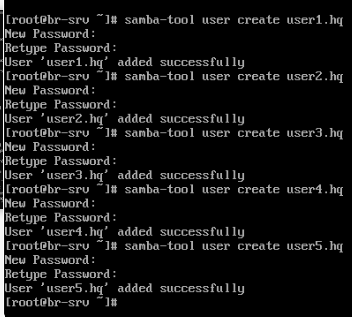 [root@br-srv ~]# samba-tool user create user1.hq
New Password:
Retype Password:
User 'user1.hq' added successfully
[root@br-srv ~]# samba-tool user create user2.hq
New Password:
Retype Password:
User 'user2.hq' added successfully
[root@br-srv ~]# samba-tool user create user3.hq
New Password:
Retype Password:
User 'user3.hq' added successfully
[root@br-srv ~]# samba-tool user create user4.hq
New Password:
Retype Password:
User 'user4.hq' added successfully
[root@br-srv ~]# samba-tool user create user5.hq
New Password:
Retype Password:
User 'user5.hq' added successfully
[root@br-srv ~]#